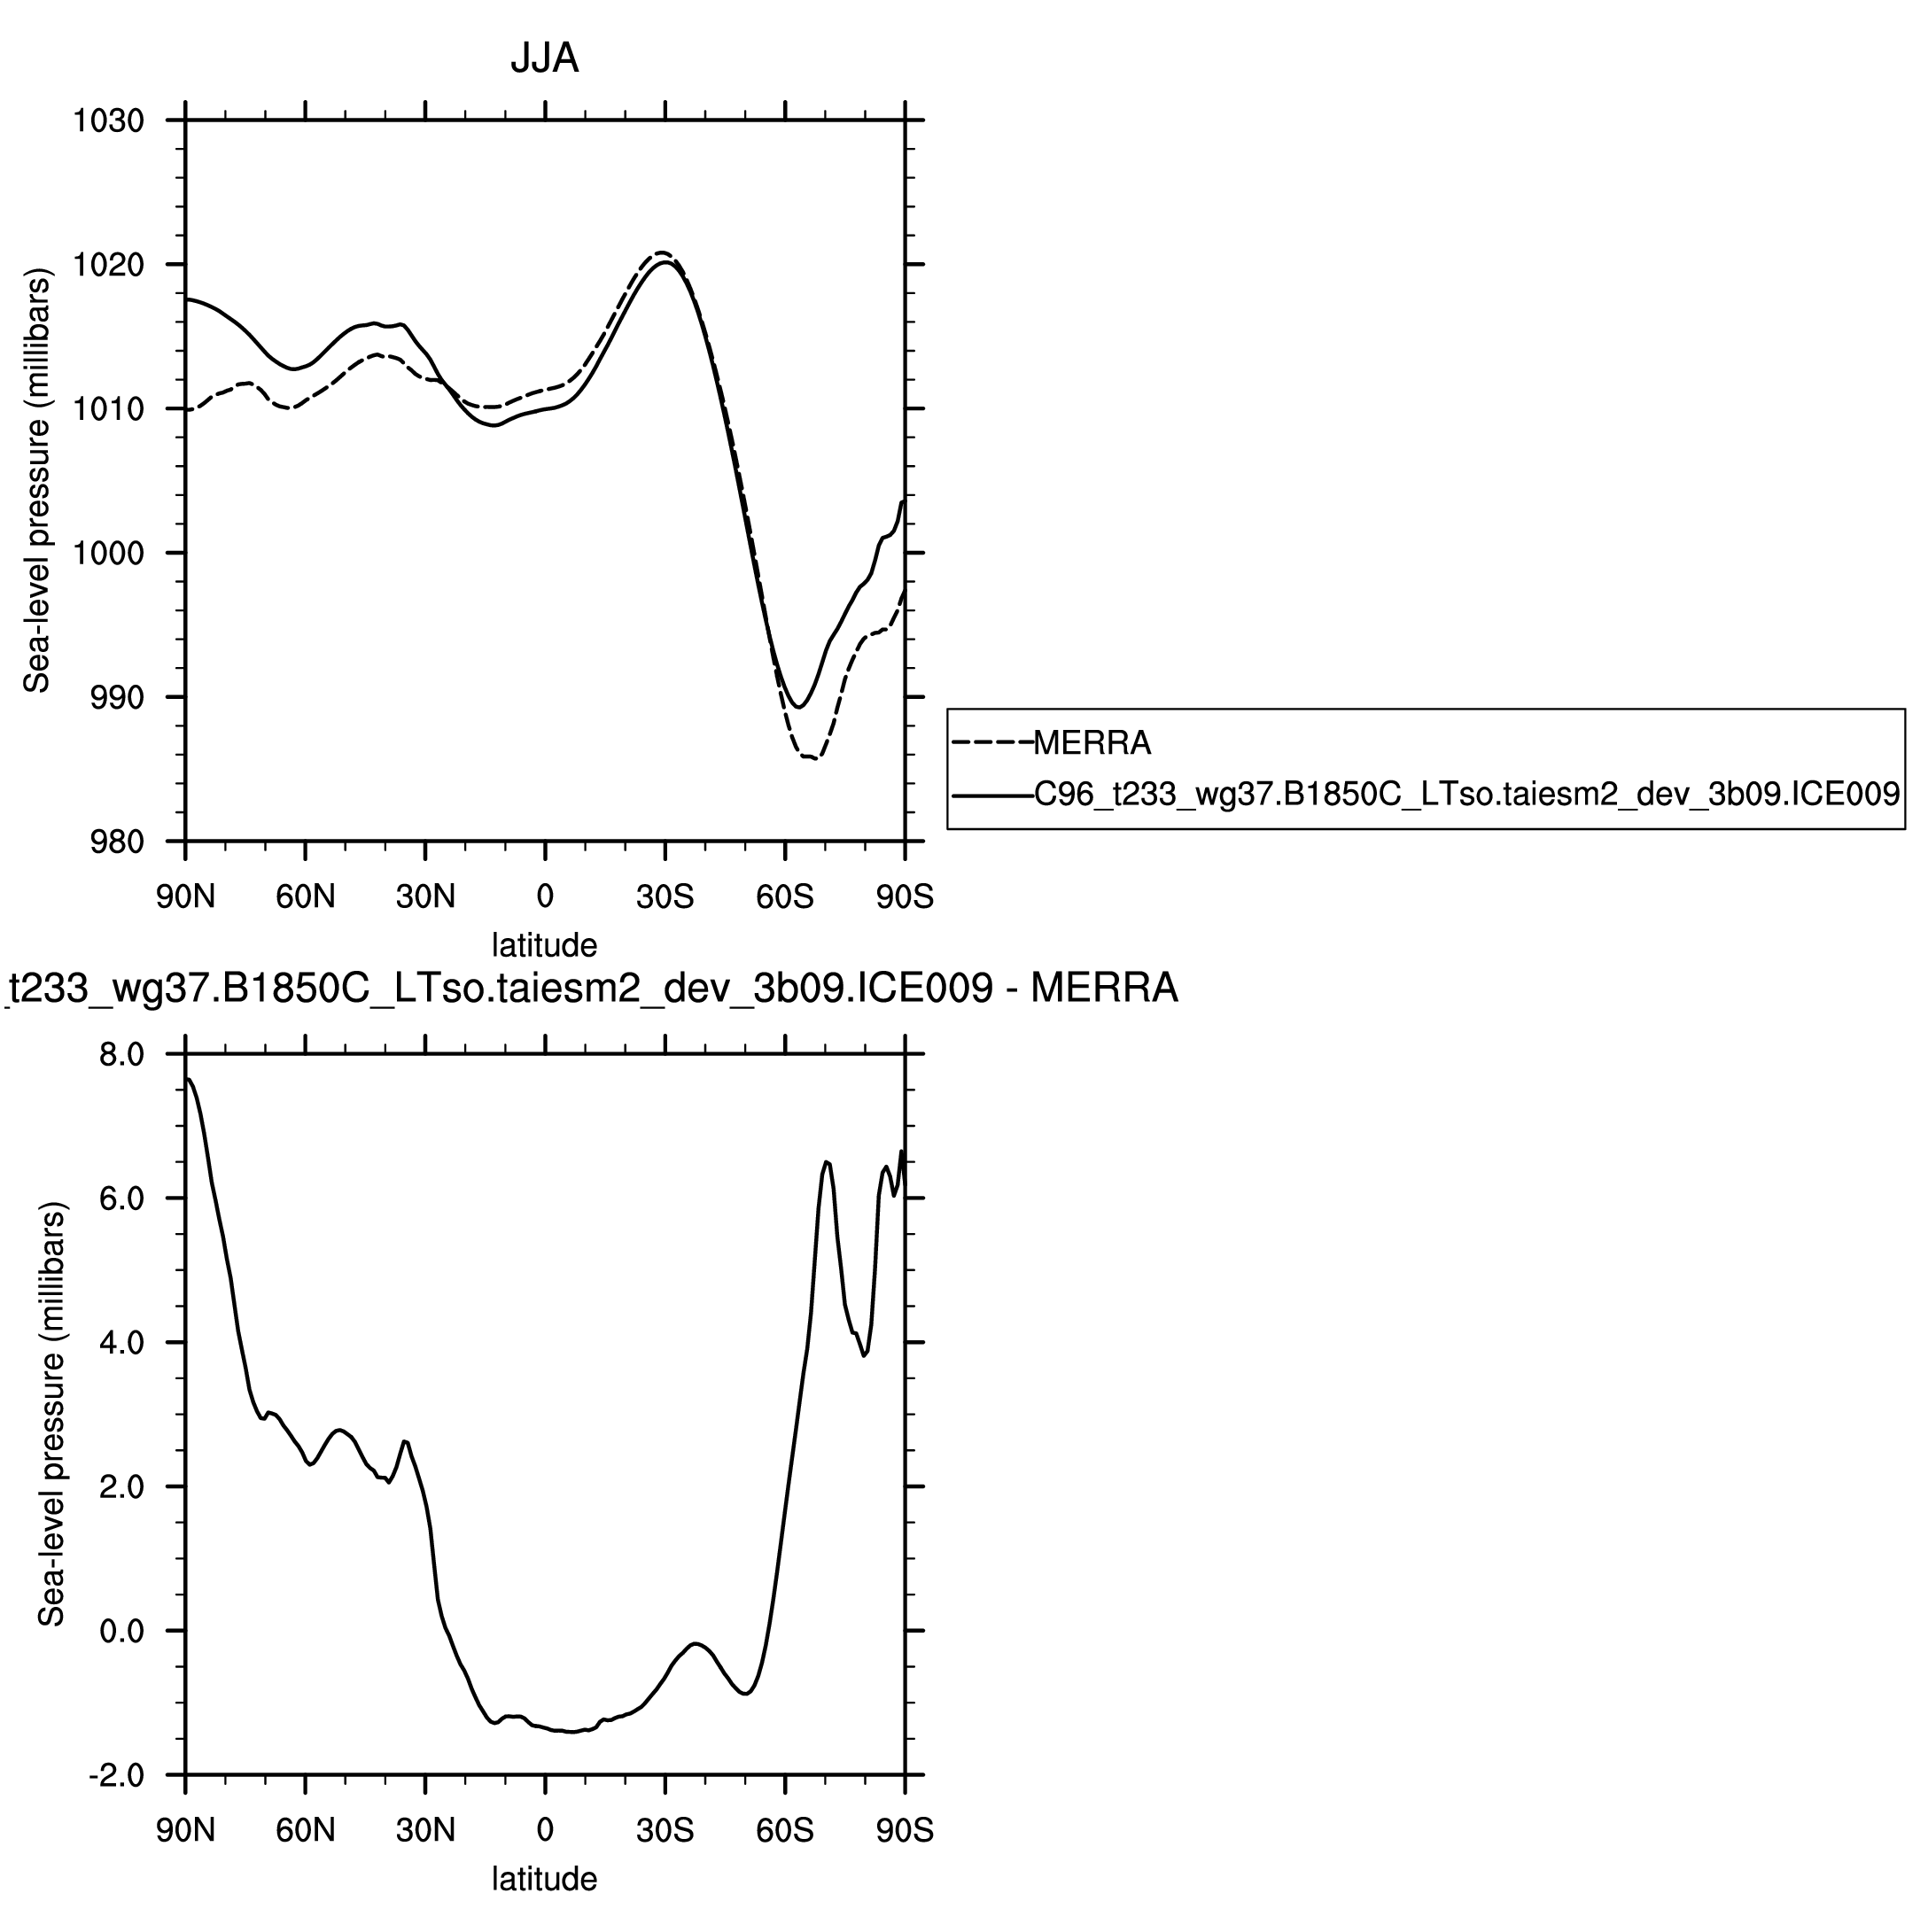 JJA
1030
1020
1010
1000
990
980
Sea-level pressure (millibars)
90N 60N 30N 0 30S 60S 90S
latitude
MERRA
C96_t233_wg37.B1850C_LTso.taiesm2_dev_3b09.ICE009
_t233_wg37.B1850C_LTso.taiesm2_dev_3b09.ICE009 - MERRA
8.0
6.0
4.0
2.0
0.0
-2.0
Sea-level pressure (millibars)
90N 60N 30N 0 30S 60S 90S
latitude